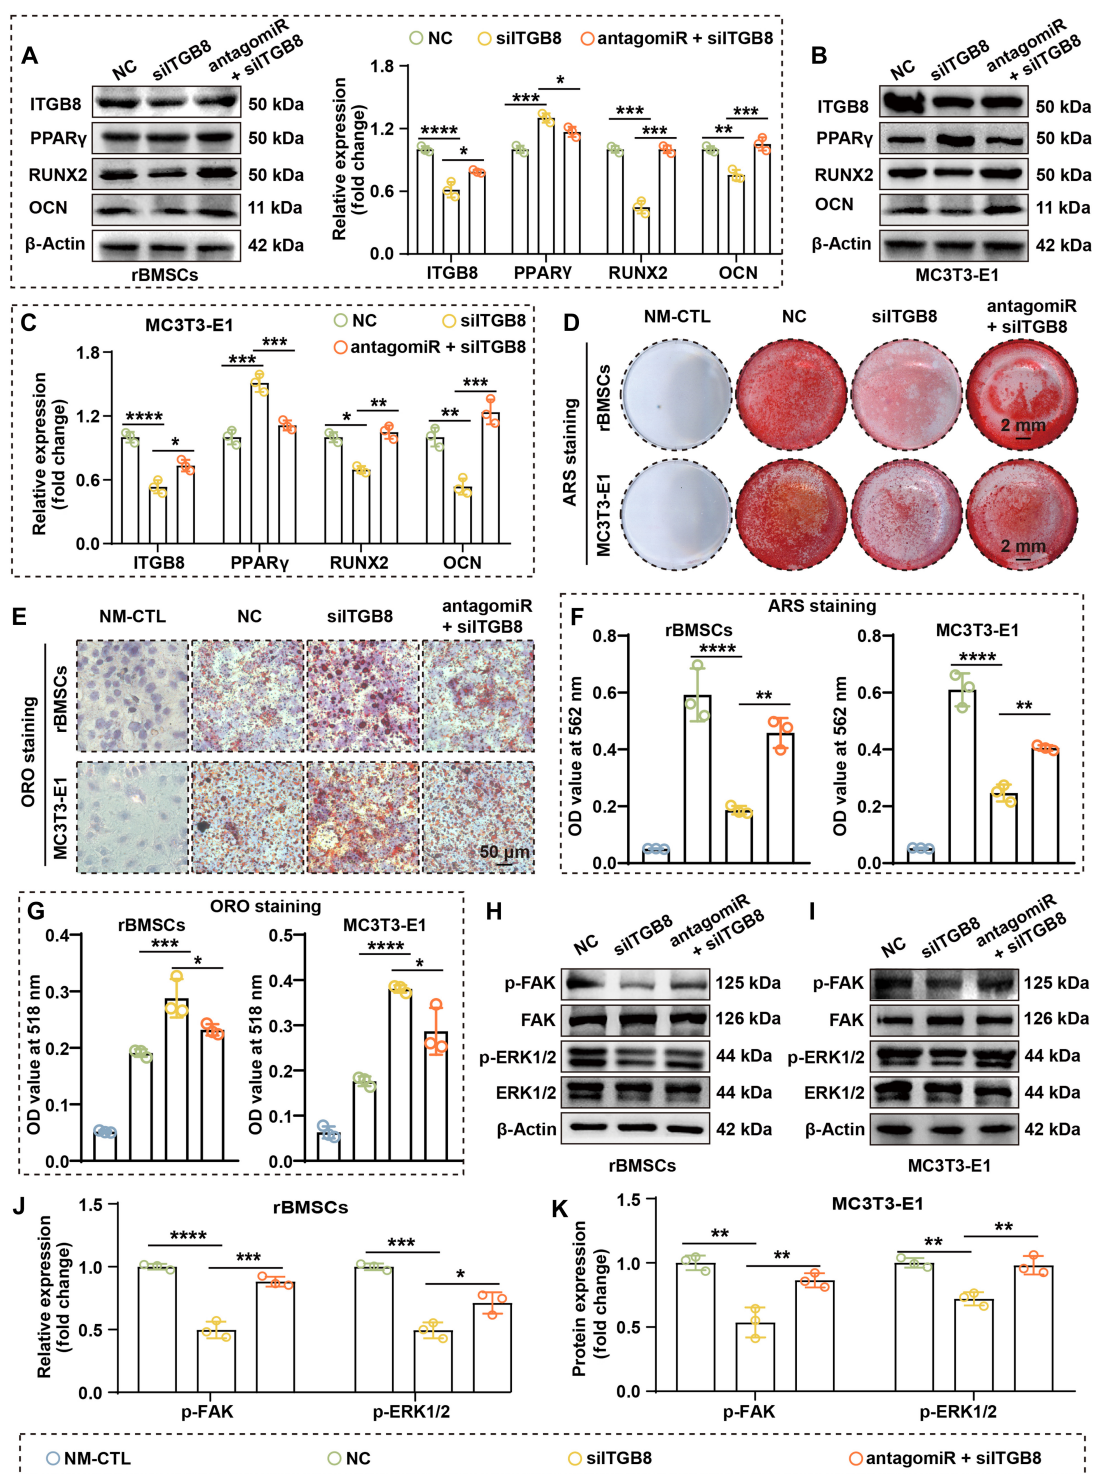 A
NC
siITGB8
antagomiR
+ siITGB8
ITGB8
50 kDa
PPARγ
50 kDa
RUNX2
50 kDa
OCN
11 kDa
β-Actin
42 kDa
rBMSCs
NC
siITGB8
antagomiR + siITGB8
Relative expression
(fold change)
1.8
1.2
0.6
0.0
****
*
***
*
***
***
**
***
ITGB8
PPARγ
RUNX2
OCN
B
NC
siITGB8
antagomiR
+ siITGB8
ITGB8
50 kDa
PPARγ
50 kDa
RUNX2
50 kDa
OCN
11 kDa
β-Actin
42 kDa
MC3T3-E1
C
MC3T3-E1
NC
siITGB8
antagomiR + siITGB8
Relative expression
(fold change)
1.8
1.2
0.6
0.0
****
*
***
***
*
**
**
***
ITGB8
PPARγ
RUNX2
OCN
D
NM-CTL
NC
siITGB8
antagomiR
+ siITGB8
ARS staining
rBMSCs
2 mm
MC3T3-E1
2 mm
E
NM-CTL
NC
siITGB8
antagomiR
+ siITGB8
ORO staining
rBMSCs
MC3T3-E1
50 μm
F
ARS staining
rBMSCs
OD value at 562 nm
0.8
0.6
0.4
0.2
0.0
****
**
MC3T3-E1
OD value at 562 nm
0.8
0.6
0.4
0.2
0.0
****
**
G
ORO staining
rBMSCs
OD value at 518 nm
0.4
0.3
0.2
0.1
0.0
***
*
MC3T3-E1
OD value at 518 nm
0.5
0.4
0.3
0.2
0.1
0.0
****
*
H
NC
siITGB8
antagomiR
+ siITGB8
p-FAK
125 kDa
FAK
126 kDa
p-ERK1/2
44 kDa
ERK1/2
44 kDa
β-Actin
42 kDa
rBMSCs
I
NC
siITGB8
antagomiR
+ siITGB8
p-FAK
125 kDa
FAK
126 kDa
p-ERK1/2
44 kDa
ERK1/2
44 kDa
β-Actin
42 kDa
MC3T3-E1
J
rBMSCs
Relative expression
(fold change)
1.5
1.0
0.5
0.0
****
***
***
*
p-FAK
p-ERK1/2
K
MC3T3-E1
Protein expression
(fold change)
1.5
1.0
0.5
0.0
**
**
**
**
p-FAK
p-ERK1/2
NM-CTL
NC
siITGB8
antagomiR + siITGB8